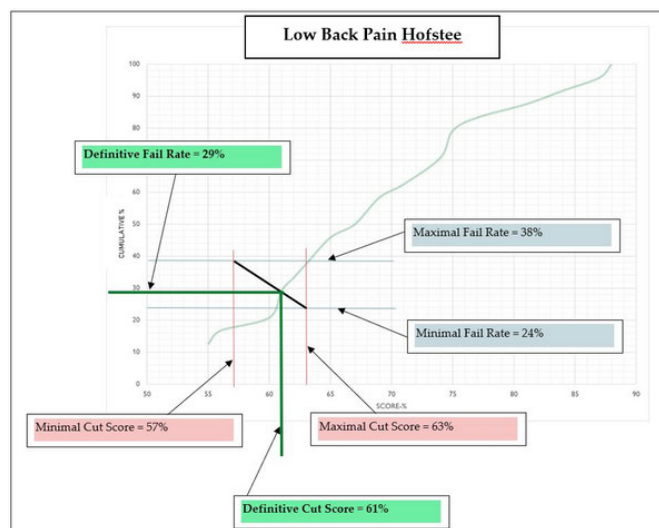 Low Back Pain Hofstee
100
90
80
70
60
50
40
30
20
10
0
CUMULATIVE %
Definitive Fail Rate = 29%
Maximal Fail Rate = 38%
Minimal Fail Rate = 24%
50
55
60
65
70
75
80
85
90
SCORE-%
Minimal Cut Score = 57%
Maximal Cut Score = 63%
Definitive Cut Score = 61%